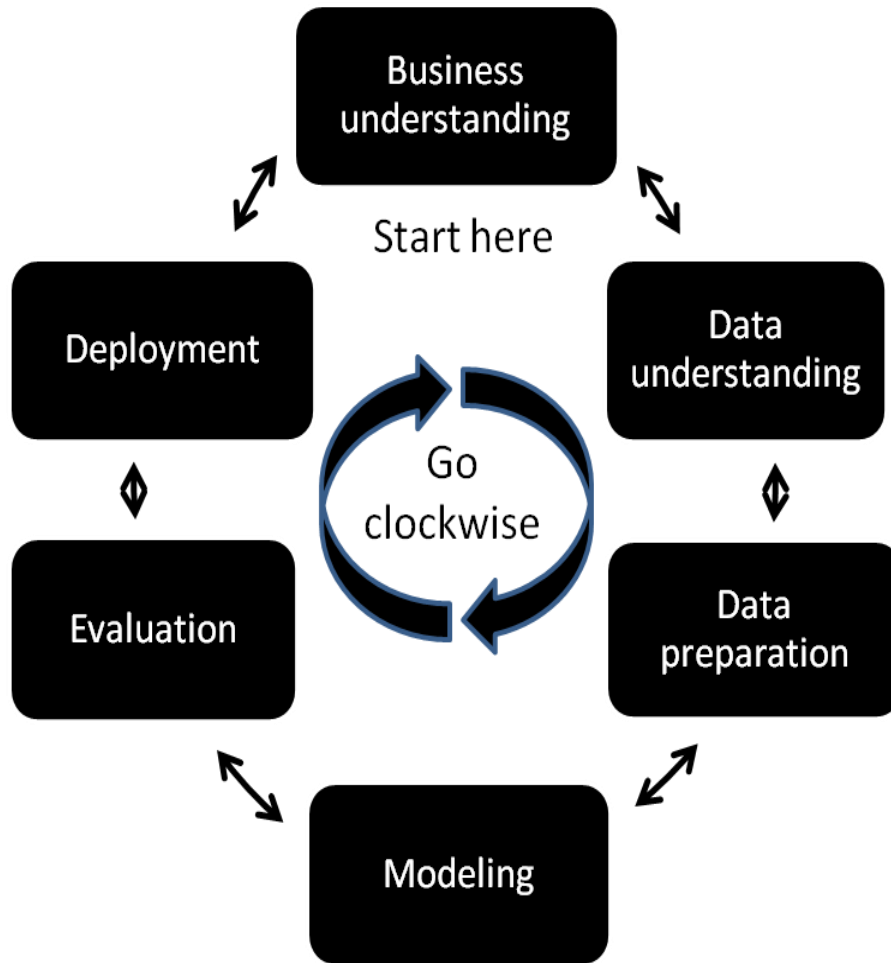 Business
understanding
Start here
Deployment
Data
understanding
Go
clockwise
Evaluation
Data
preparation
Modeling